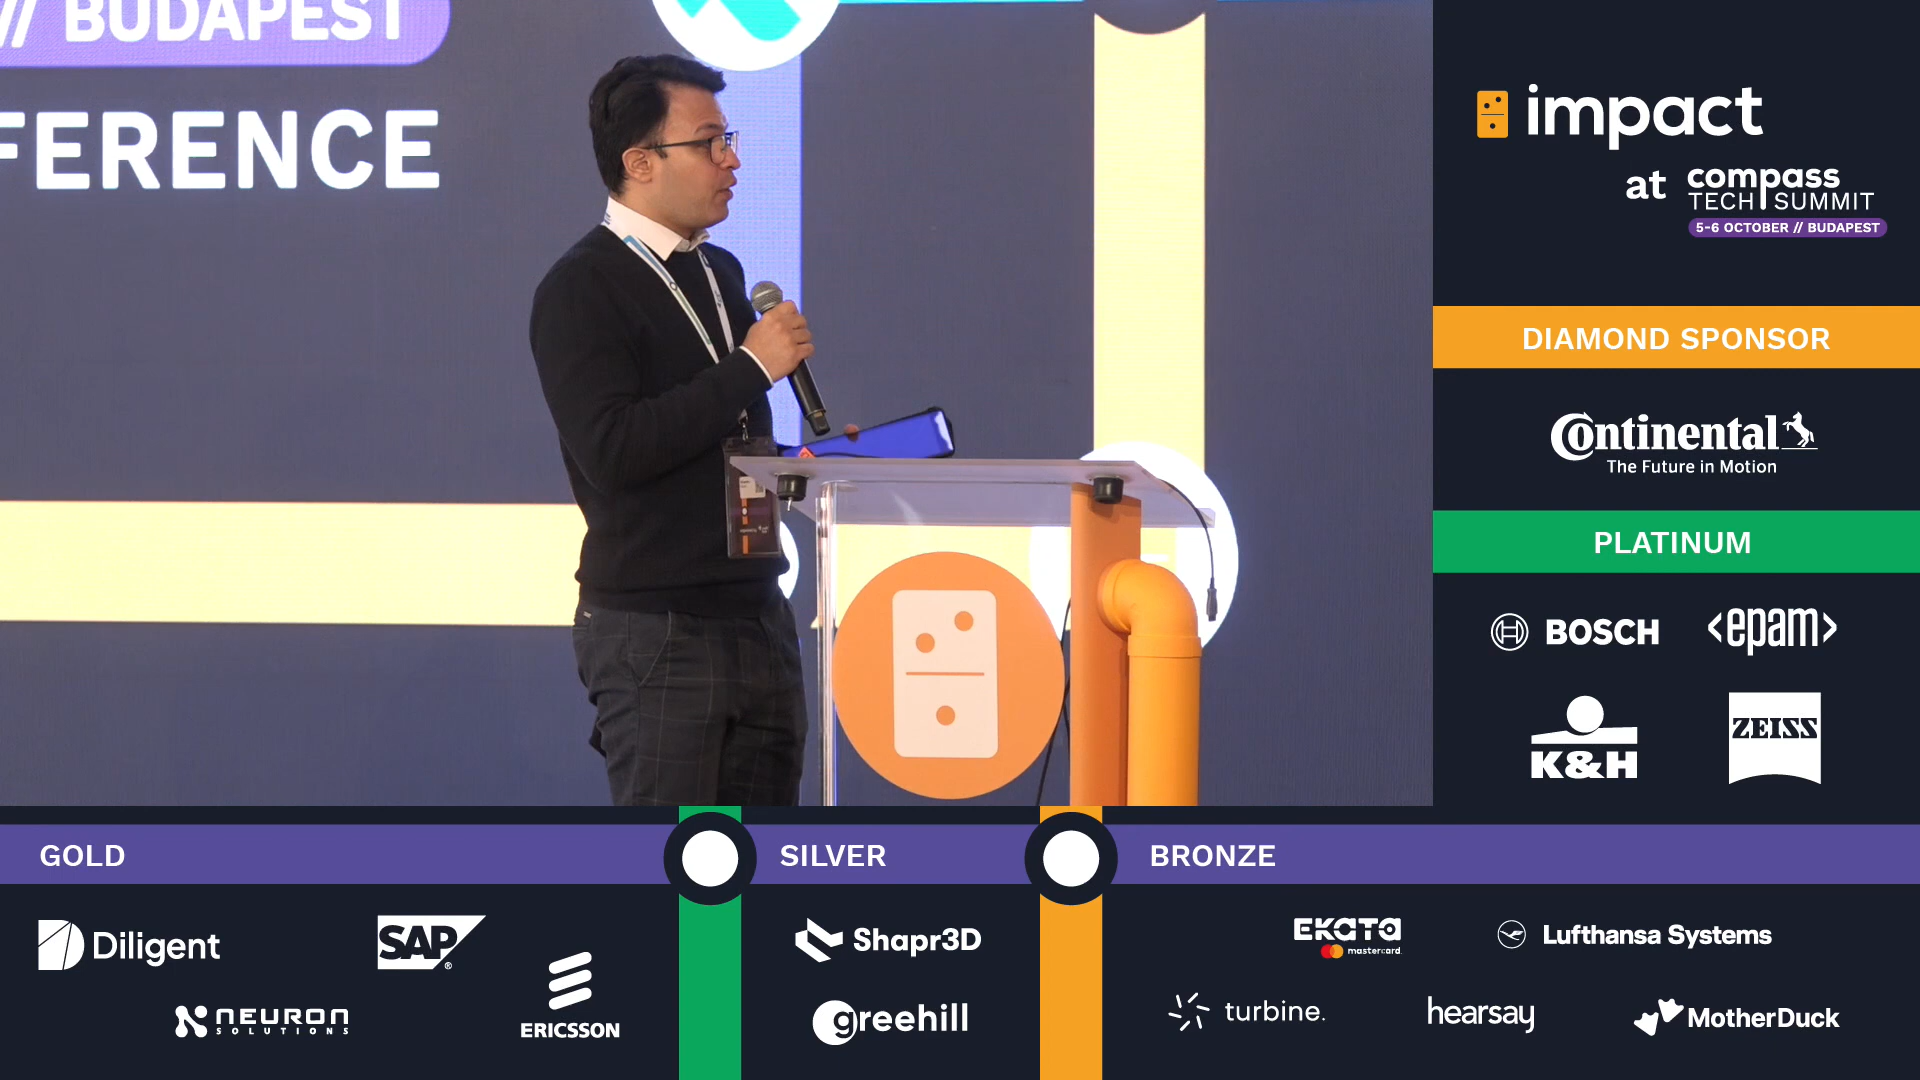 // BUDAPEST
FERENCE
impact
at compass
TECH SUMMIT
5-6 OCTOBER // BUDAPEST
DIAMOND SPONSOR
Continental
The Future in Motion
PLATINUM
BOSCH
<epam>
K&H
ZEISS
GOLD
SILVER
BRONZE
Diligent
SAP
®
NEURON
SOLUTIONS
ERICSSON
Shapr3D
greehill
EKATA
mastercard.
Lufthansa Systems
turbine.
hearsay
MotherDuck